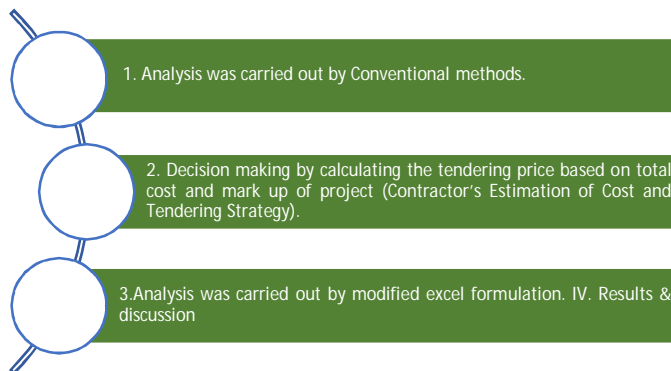 1. Analysis was carried out by Conventional methods.
2. Decision making by calculating the tendering price based on total
cost and mark up of project (Contractor's Estimation of Cost and
Tendering Strategy).
3.Analysis was carried out by modified excel formulation. IV. Results &
discussion